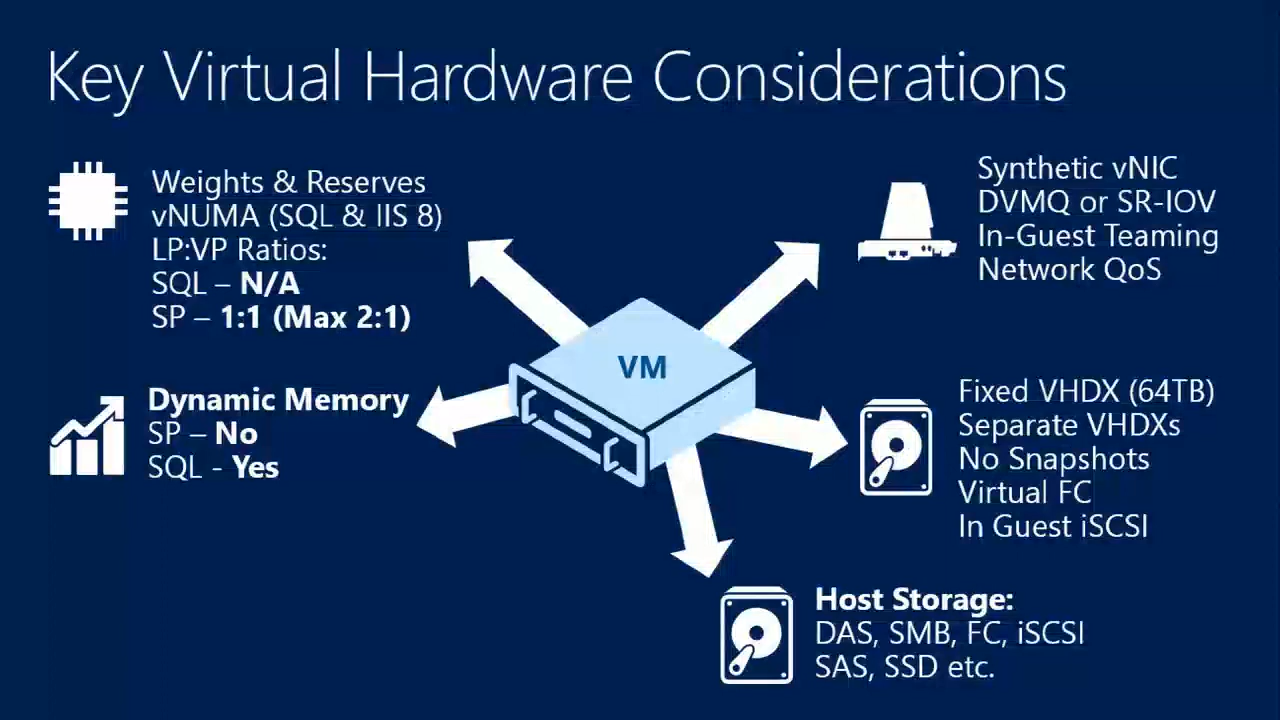 Key Virtual Hardware Considerations
Weights & Reserves
vNUMA (SQL & IIS 8)
LP:VP Ratios:
SQL – N/A
SP – 1:1 (Max 2:1)
Dynamic Memory
SP – No
SQL - Yes
VM
Synthetic vNIC
DVMQ or SR-IOV
In-Guest Teaming
Network QoS
Fixed VHDX (64TB)
Separate VHDXs
No Snapshots
Virtual FC
In Guest iSCSI
Host Storage:
DAS, SMB, FC, iSCSI
SAS, SSD etc.